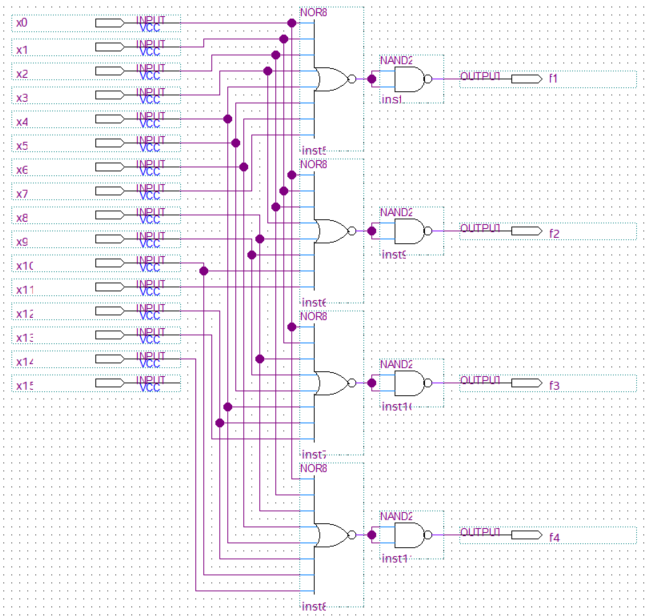 x0 INPUT VCC
x1 INPUT VCC
x2 INPUT VCC
x3 INPUT VCC
x4 INPUT VCC
x5 INPUT VCC
x6 INPUT VCC
x7 INPUT VCC
x8 INPUT VCC
x9 INPUT VCC
x10 INPUT VCC
x11 INPUT VCC
x12 INPUT VCC
x13 INPUT VCC
x14 INPUT VCC
x15 INPUT VCC
NOR8
inst5
NAND2
inst
OUTPUT f1
NOR8
inst6
NAND2
inst9
OUTPUT f2
NOR8
inst7
NAND2
inst10
OUTPUT f3
NOR8
inst8
NAND2
inst1
OUTPUT f4